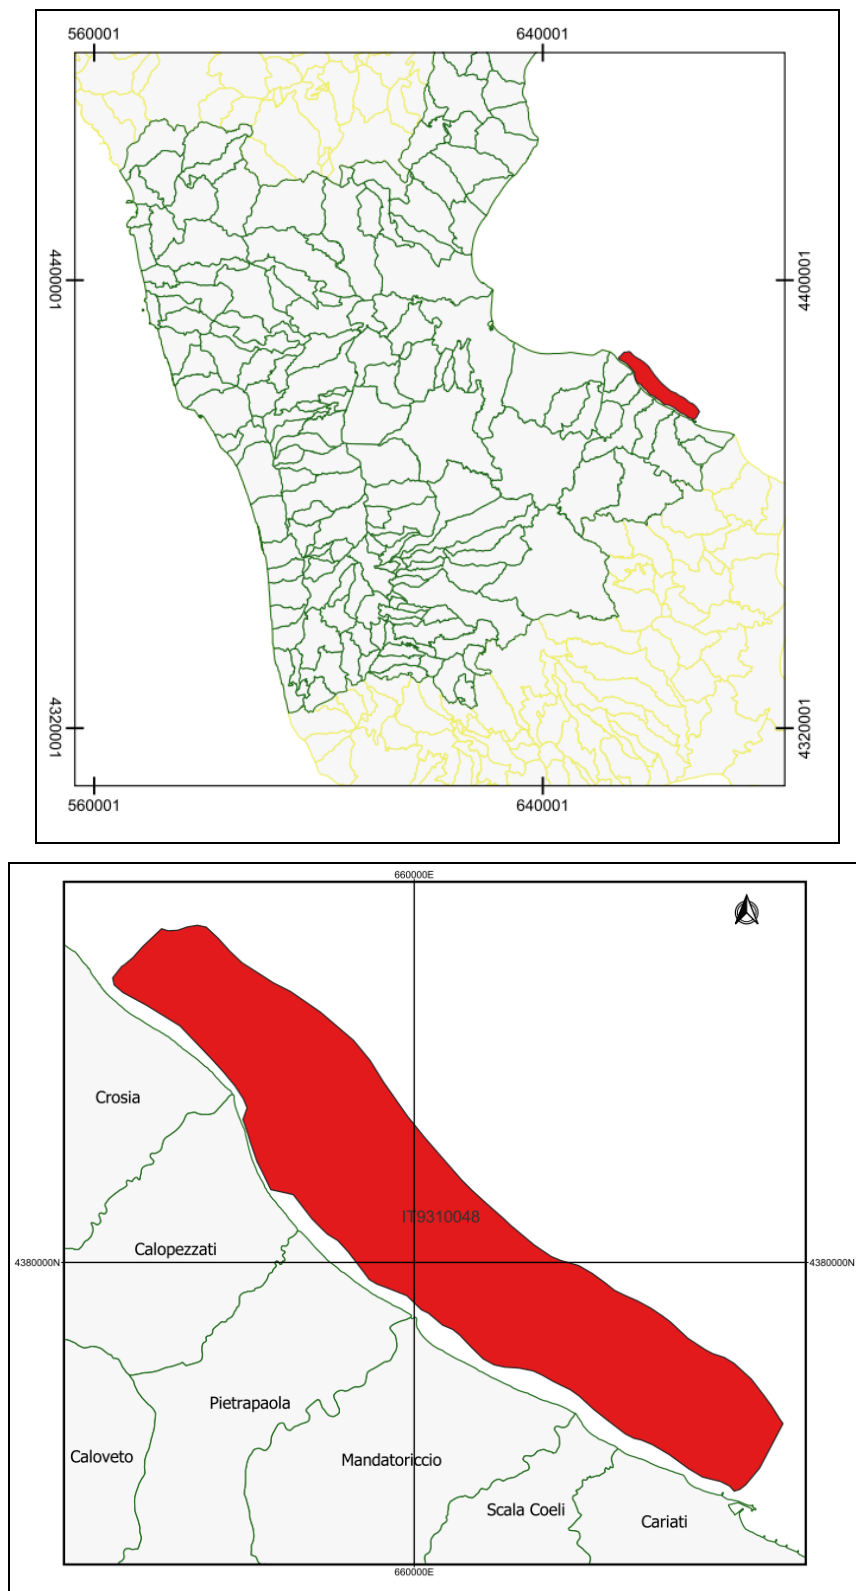 560001
640001
4400001
4400001
4320001
4320001
560001
640001
660000E
Crosia
IT9310048
Calopezzati
4380000N
4380000N
Pietrapaola
Caloveto
Mandatoriccio
Scala Coeli
Cariati
660000E